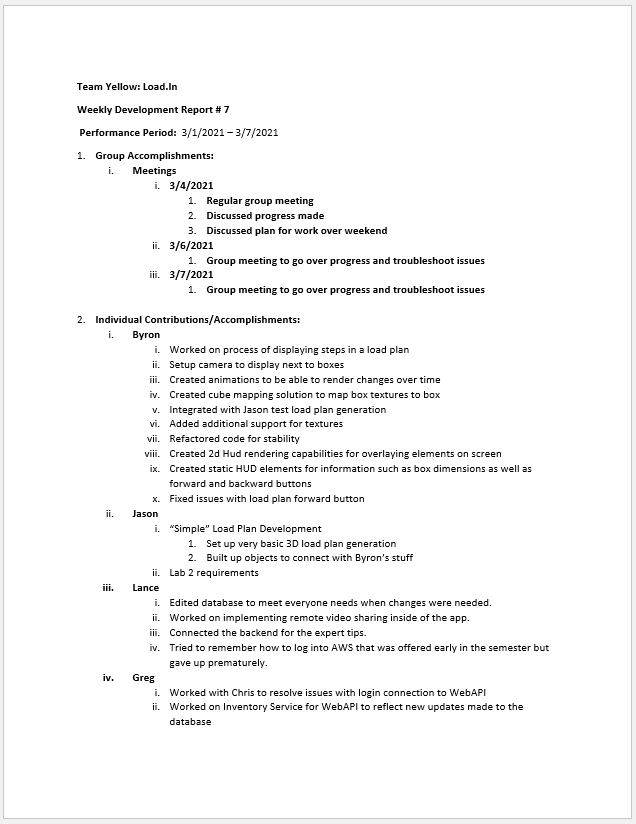 Team Yellow: Load.In
Weekly Development Report # 7
Performance Period: 3/1/2021 – 3/7/2021
1. Group Accomplishments:
i. Meetings
i. 3/4/2021
1. Regular group meeting
2. Discussed progress made
3. Discussed plan for work over weekend
ii. 3/6/2021
1. Group meeting to go over progress and troubleshoot issues
iii. 3/7/2021
1. Group meeting to go over progress and troubleshoot issues
2. Individual Contributions/Accomplishments:
i. Byron
i. Worked on process of displaying steps in a load plan
ii. Setup camera to display next to boxes
iii. Created animations to be able to render changes over time
iv. Created cube mapping solution to map box textures to box
v. Integrated with Jason test load plan generation
vi. Added additional support for textures
vii. Refactored code for stability
viii. Created 2d Hud rendering capabilities for overlaying elements on screen
ix. Created static HUD elements for information such as box dimensions as well as
forward and backward buttons
x. Fixed issues with load plan forward button
ii. Jason
i. “Simple” Load Plan Development
1. Set up very basic 3D load plan generation
2. Built up objects to connect with Byron’s stuff
ii. Lab 2 requirements
iii. Lance
i. Edited database to meet everyone needs when changes were needed.
ii. Worked on implementing remote video sharing inside of the app.
iii. Connected the backend for the expert tips.
iv. Tried to remember how to log into AWS that was offered early in the semester but
gave up prematurely.
iv. Greg
i. Worked with Chris to resolve issues with login connection to WebAPI
ii. Worked on Inventory Service for WebAPI to reflect new updates made to the
database